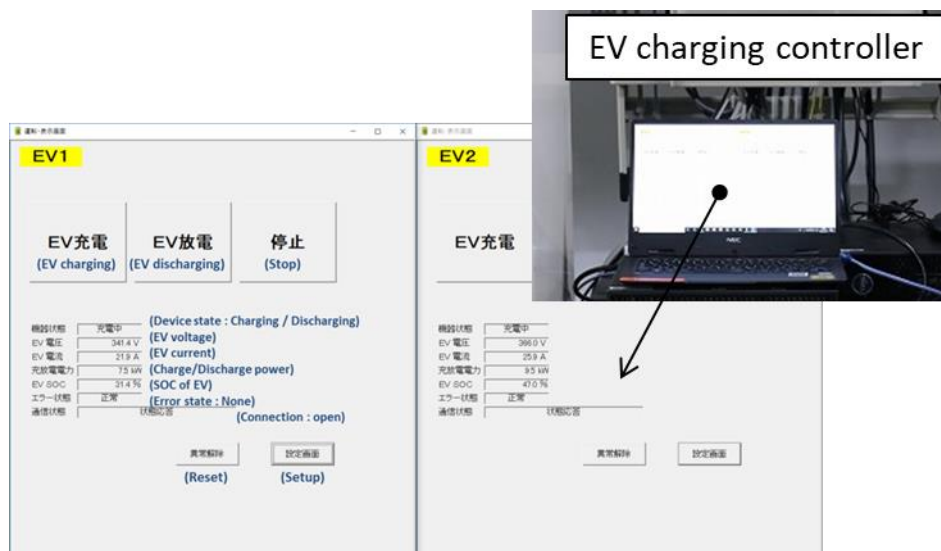 EV charging controller
運転・表示画面
EV1
EV充電
(EV charging)
EV放電
(EV discharging)
停止
(Stop)
機器状態 充電中 (Device state : Charging / Discharging)
EV 電圧 341.4 V (EV voltage)
EV 電流 21.9 A (EV current)
充放電電力 7.5 kW (Charge/Discharge power)
EV SOC 31.4 % (SOC of EV)
エラー状態 正常 (Error state : None)
通信状態 状態応答 (Connection : open)
異常解除
(Reset)
設定画面
(Setup)
運転・表示画面
EV2
EV充電
機器状態 充電中
EV 電圧 366.0 V
EV 電流 25.9 A
充放電電力 9.5 kW
EV SOC 47.0 %
エラー状態 正常
通信状態 状態応答
異常解除
設定画面
NEC